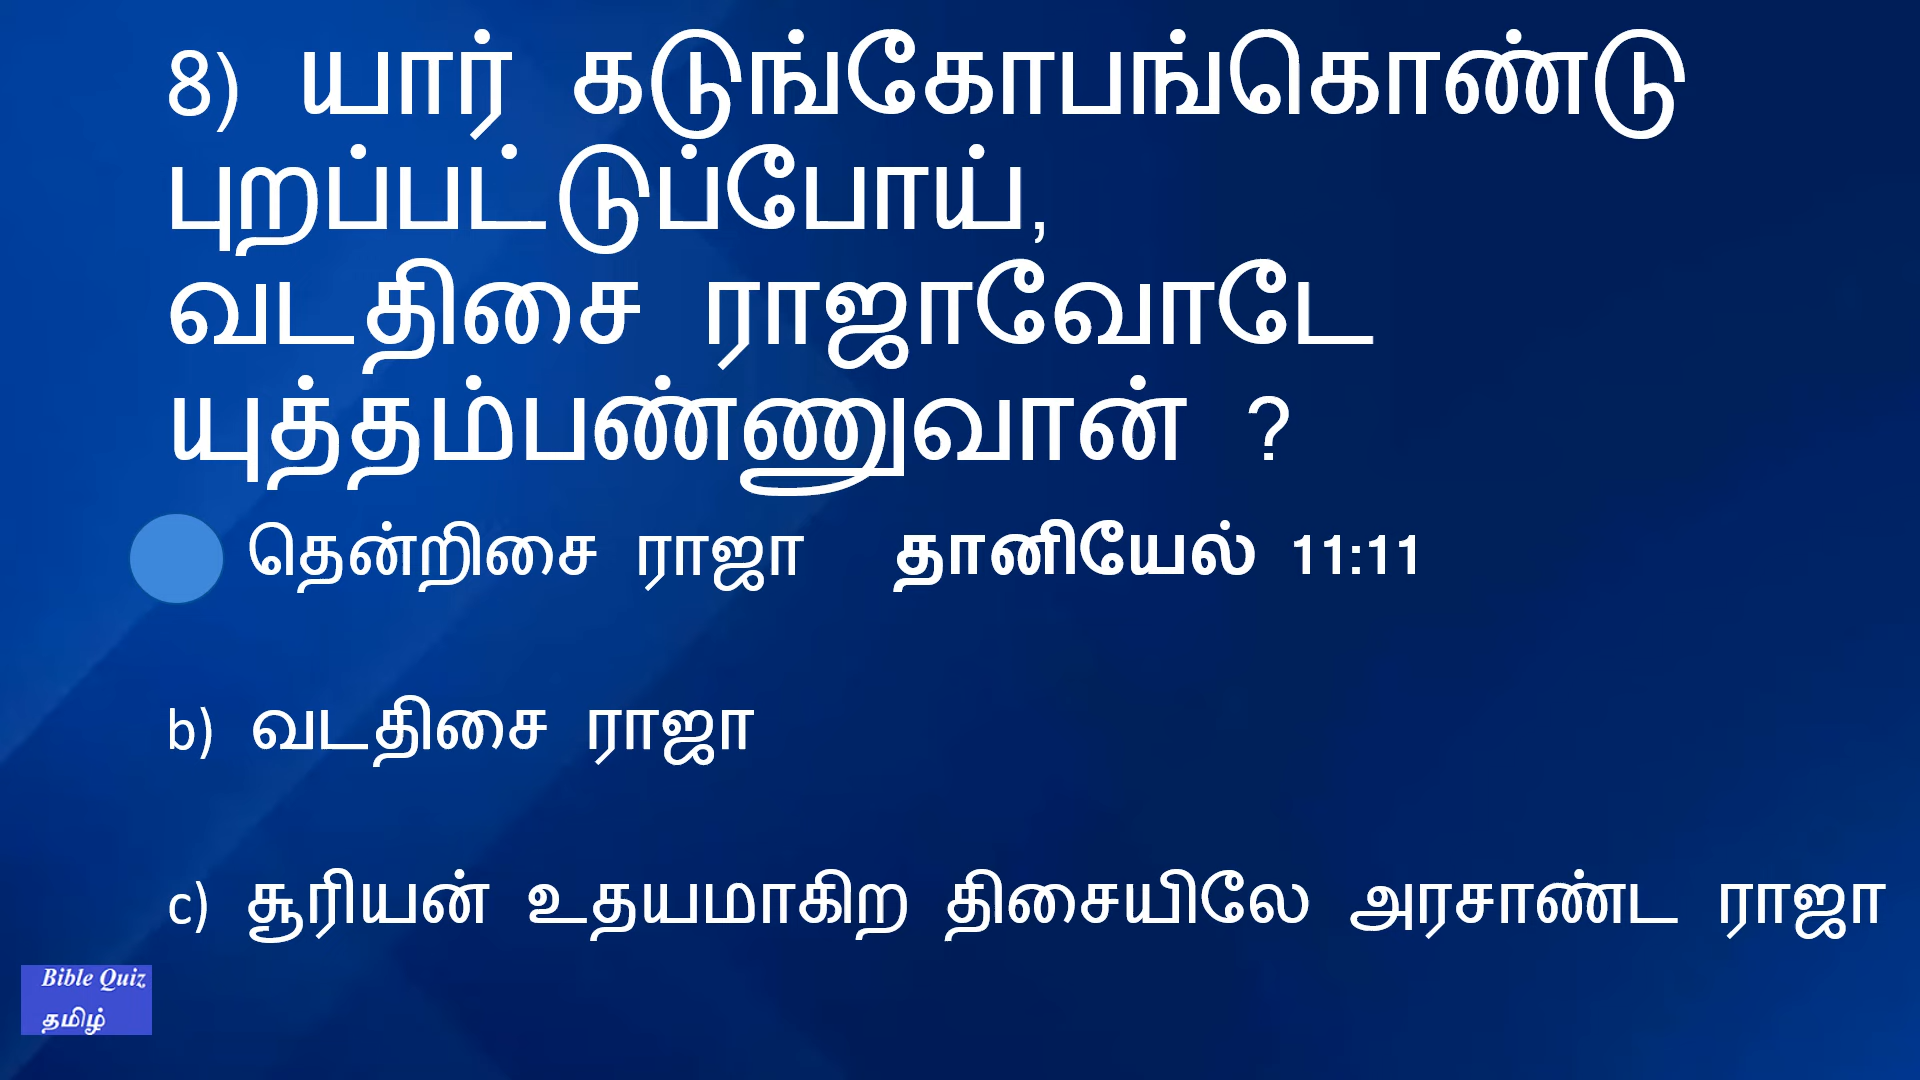 8) யார் கடுங்கோபங்கொண்டு
புறப்பட்டுப்போய்,
வடதிசை ராஜாவோடே
யுத்தம்பண்ணுவான் ?
தென்றிசை ராஜா தானியேல் 11:11
b) வடதிசை ராஜா
c) சூரியன் உதயமாகிற திசையிலே அரசாண்ட ராஜா
Bible Quiz
தமிழ்